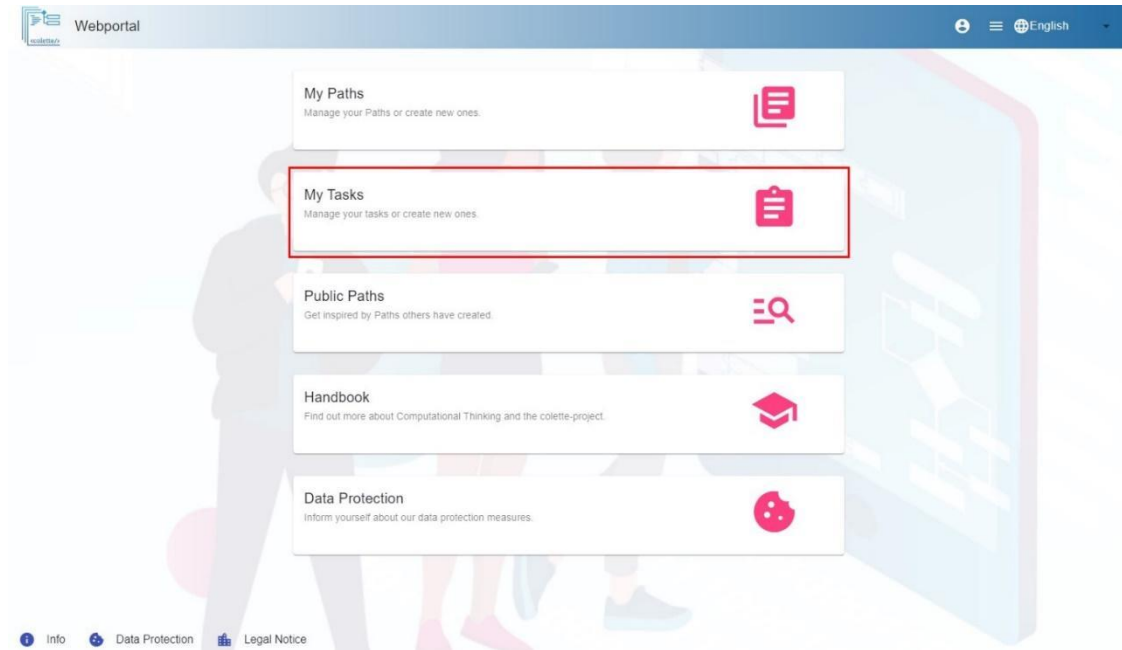 Webportal
English
My Paths
Manage your Paths or create new ones.
My Tasks
Manage your tasks or create new ones.
Public Paths
Get inspired by Paths others have created.
Handbook
Find out more about Computational Thinking and the colette-project.
Data Protection
Inform yourself about our data protection measures.
Info
Data Protection
Legal Notice